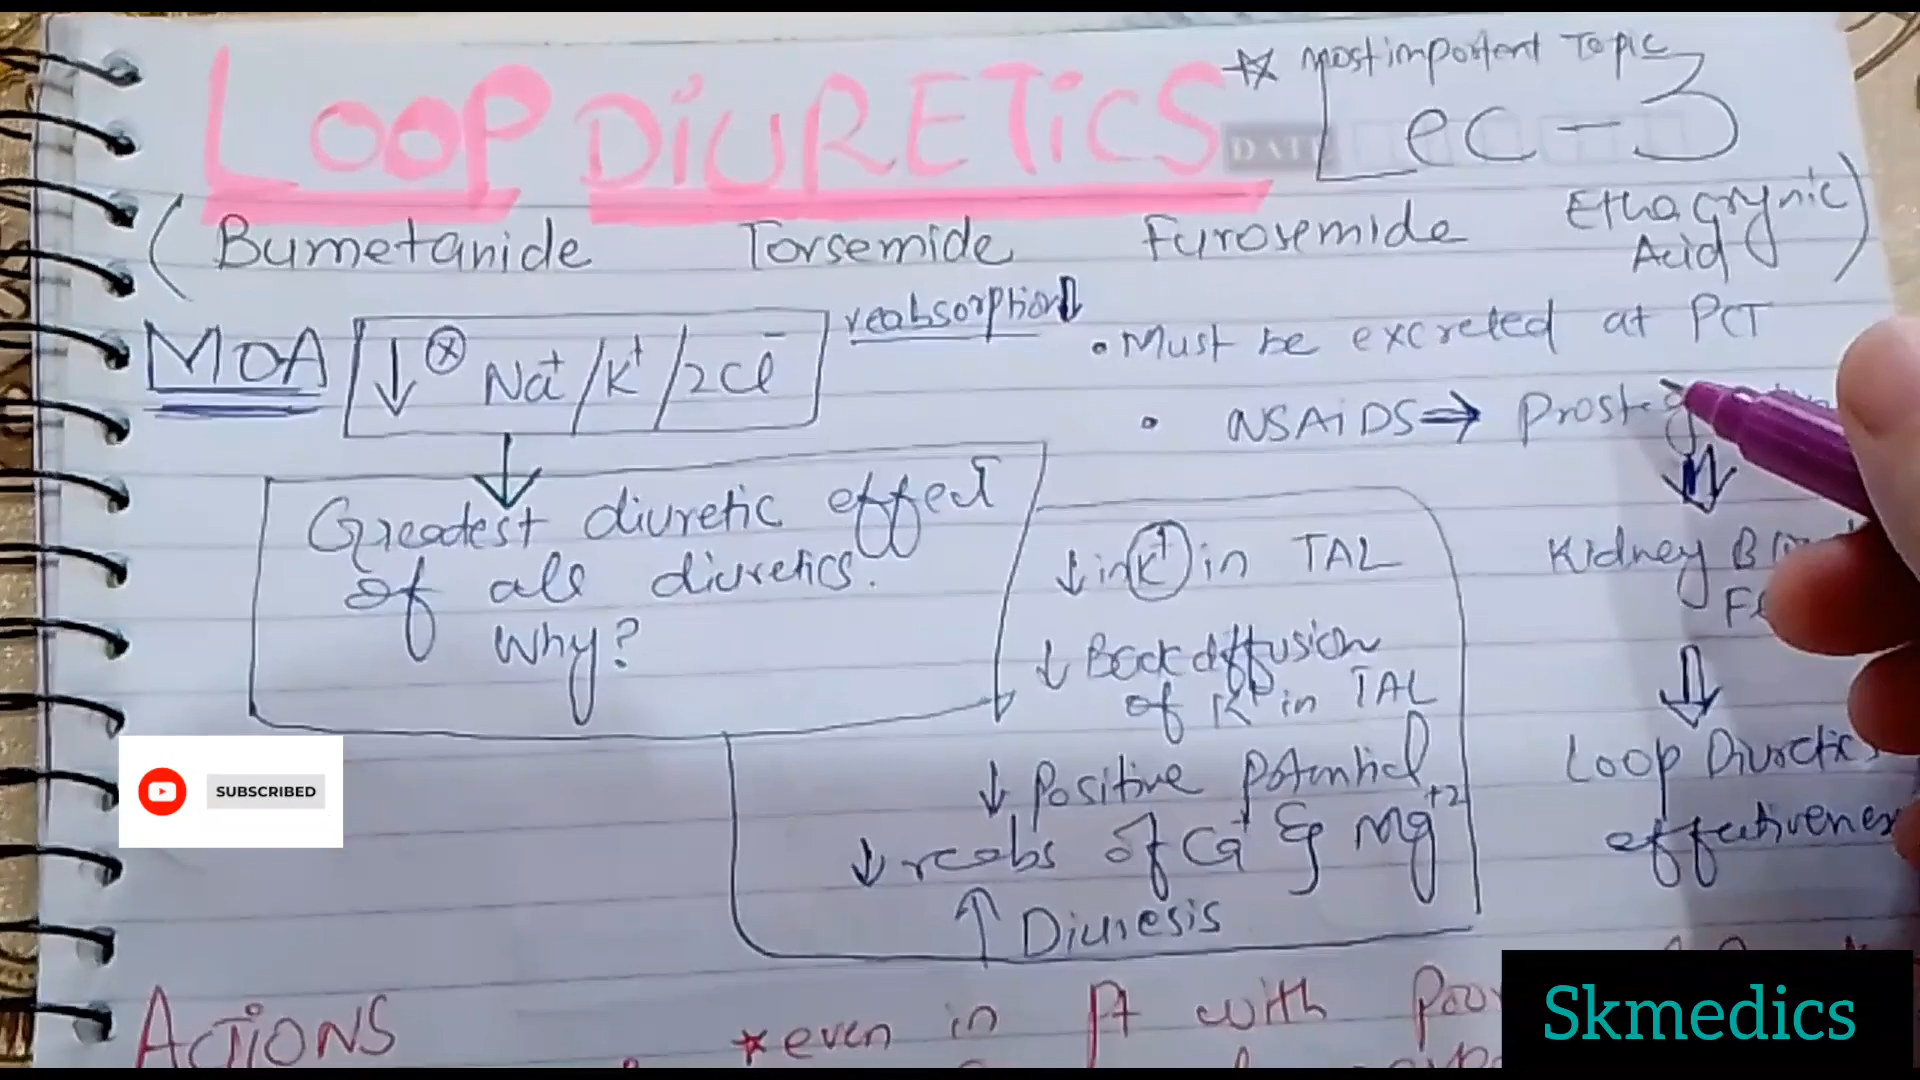 ☆ most important Topic
LOOP DiURETiCS
Lec-3
DATE
(Bumetanide Torsemide Furosemide Ethacrynic Acid)
MOA ↓ ⊗ Na⁺/K⁺/2Cl⁻ reabsorption↓
• Must be excreted at PCT
• NSAiDS ⇒
Greatest diuretic effect
of all diuretics.
Why?
↓ in K⁺ in TAL
↓ Back diffusion
of K⁺ in TAL
↓ Positive potential
↓ reabs of Ca⁺ & Mg⁺²
↑ Diuresis
⇓
Kidney
⇓
Loop Diuretics
effectiveness
SUBSCRIBED
ACTiONS
* even in Pt with Poor
Skmedics